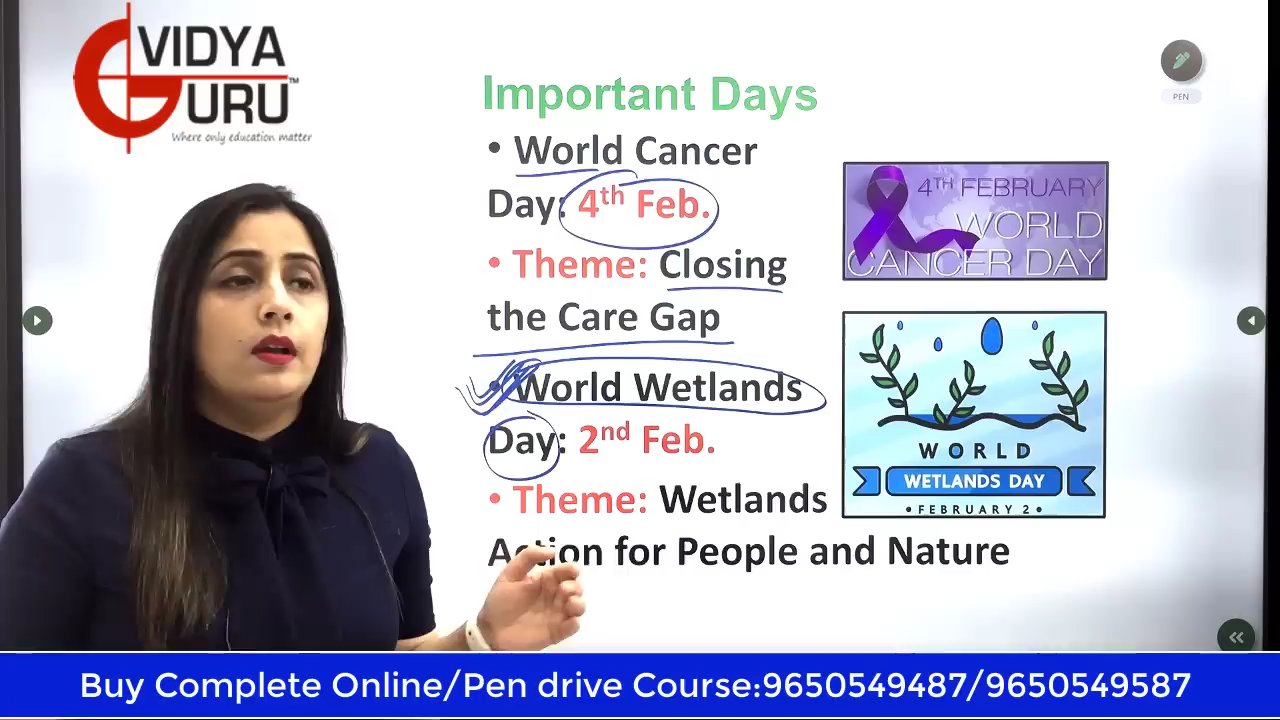 VIDYA
GURU™
Where only education matter
PEN
Important Days
• World Cancer
Day: 4th Feb.
• Theme: Closing
the Care Gap
• World Wetlands
Day: 2nd Feb.
• Theme: Wetlands
Action for People and Nature
4TH FEBRUARY
WORLD
CANCER DAY
WORLD
WETLANDS DAY
• FEBRUARY 2 •
Buy Complete Online/Pen drive Course:9650549487/9650549587